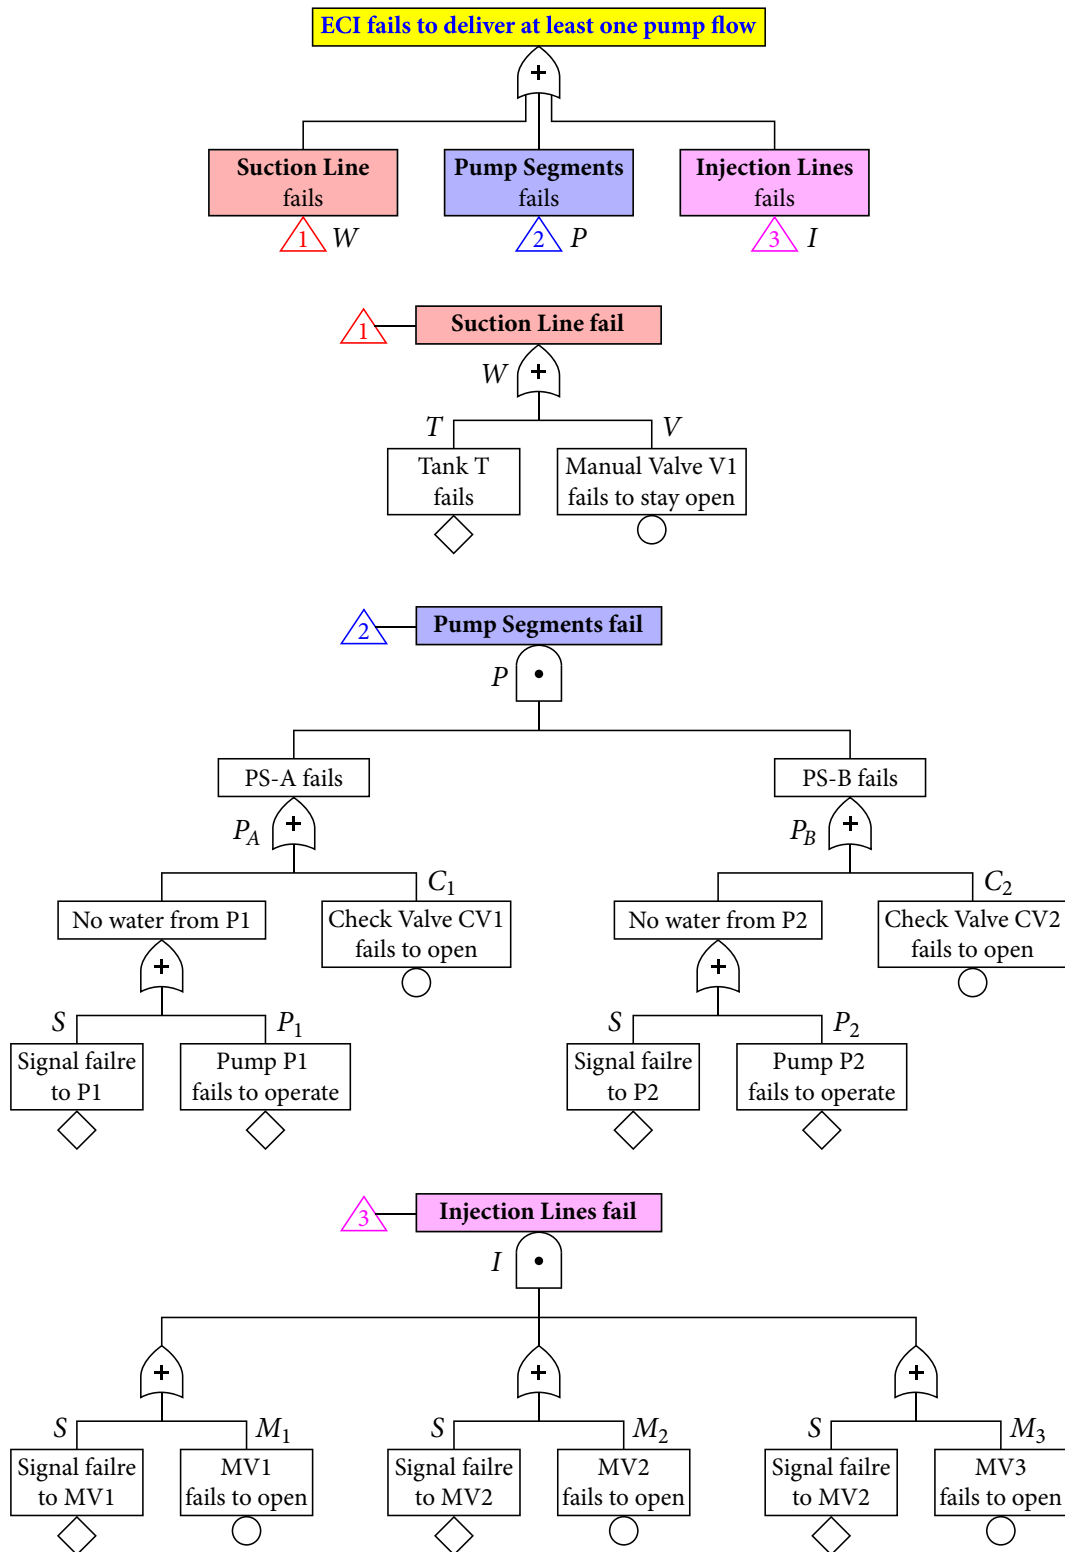 ECI fails to deliver at least one pump flow
+
Suction Line
fails
Pump Segments
fails
Injection Lines
fails
1 W
2 P
3 I
1
Suction Line fail
W
+
T
V
Tank T
fails
Manual Valve V1
fails to stay open
2
Pump Segments fail
P
PS-A fails
PS-B fails
P_A
+
P_B
+
C₁
C₂
No water from P1
Check Valve CV1
fails to open
No water from P2
Check Valve CV2
fails to open
+
+
S
P₁
S
P₂
Signal failre
to P1
Pump P1
fails to operate
Signal failre
to P2
Pump P2
fails to operate
3
Injection Lines fail
I
+
+
+
S
M₁
S
M₂
S
M₃
Signal failre
to MV1
MV1
fails to open
Signal failre
to MV2
MV2
fails to open
Signal failre
to MV2
MV3
fails to open